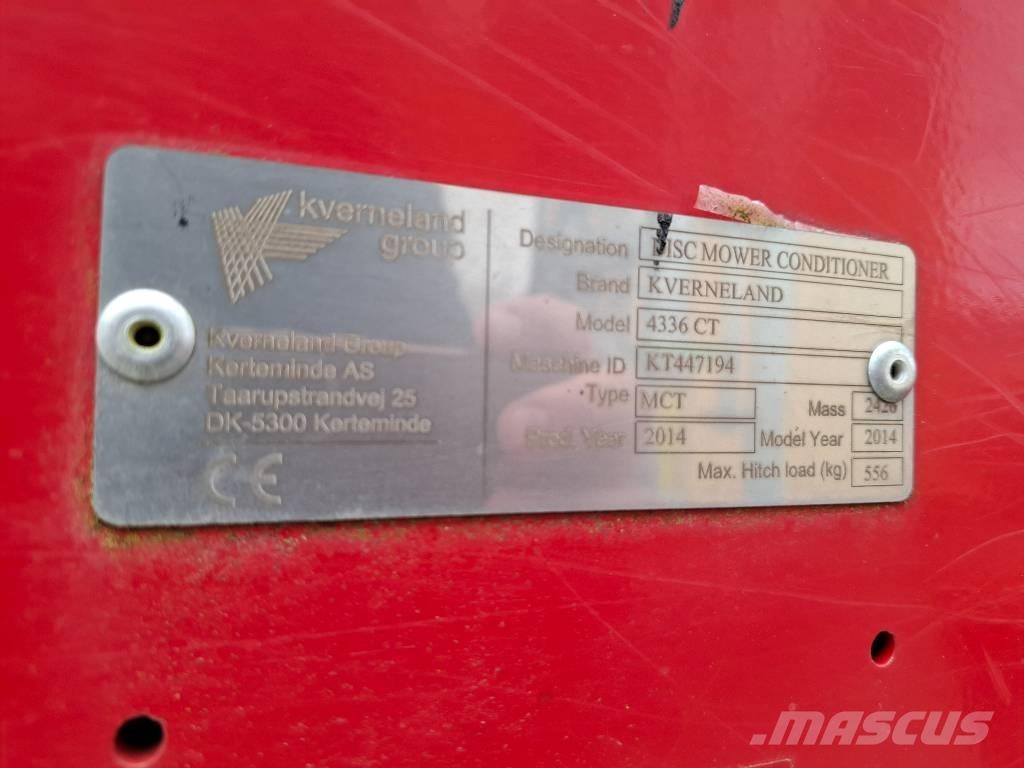 kverneland
group
Kverneland Group
Kerteminde AS
Taarupstrandvej 25
DK-5300 Kerteminde
CE
Designation DISC MOWER CONDITIONER
Brand KVERNELAND
Model 4336 CT
Maschine ID KT447194
Type MCT Mass
Prod. Year 2014 Model Year 2014
Max. Hitch load (kg) 556
MASCUS